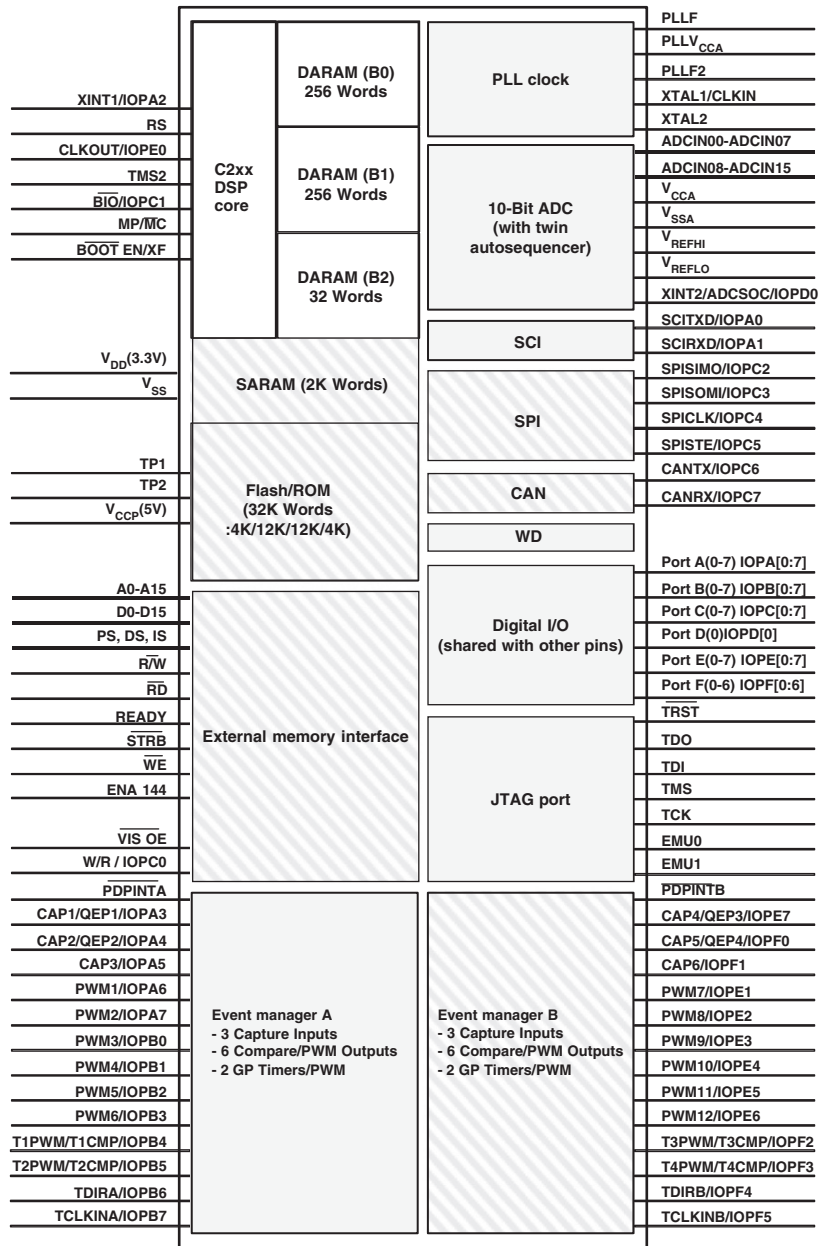 XINT1/IOPA2
RS
CLKOUT/IOPE0
TMS2
BIO/IOPC1
MP/MC
BOOT EN/XF
VDD(3.3V)
VSS
TP1
TP2
VCCP(5V)
A0-A15
D0-D15
PS, DS, IS
R/W
RD
READY
STRB
WE
ENA 144
VIS OE
W/R / IOPC0
PDPINTA
CAP1/QEP1/IOPA3
CAP2/QEP2/IOPA4
CAP3/IOPA5
PWM1/IOPA6
PWM2/IOPA7
PWM3/IOPB0
PWM4/IOPB1
PWM5/IOPB2
PWM6/IOPB3
T1PWM/T1CMP/IOPB4
T2PWM/T2CMP/IOPB5
TDIRA/IOPB6
TCLKINA/IOPB7
C2xx
DSP
core
DARAM (B0)
256 Words
DARAM (B1)
256 Words
DARAM (B2)
32 Words
SARAM (2K Words)
Flash/ROM
(32K Words
:4K/12K/12K/4K)
External memory interface
Event manager A
- 3 Capture Inputs
- 6 Compare/PWM Outputs
- 2 GP Timers/PWM
PLL clock
10-Bit ADC
(with twin
autosequencer)
SCI
SPI
CAN
WD
Digital I/O
(shared with other pins)
JTAG port
Event manager B
- 3 Capture Inputs
- 6 Compare/PWM Outputs
- 2 GP Timers/PWM
PLLF
PLLVCCA
PLLF2
XTAL1/CLKIN
XTAL2
ADCIN00-ADCIN07
ADCIN08-ADCIN15
VCCA
VSSA
VREFHI
VREFLO
XINT2/ADCSOC/IOPD0
SCITXD/IOPA0
SCIRXD/IOPA1
SPISIMO/IOPC2
SPISOMI/IOPC3
SPICLK/IOPC4
SPISTE/IOPC5
CANTX/IOPC6
CANRX/IOPC7
Port A(0-7) IOPA[0:7]
Port B(0-7) IOPB[0:7]
Port C(0-7) IOPC[0:7]
Port D(0)IOPD[0]
Port E(0-7) IOPE[0:7]
Port F(0-6) IOPF[0:6]
TRST
TDO
TDI
TMS
TCK
EMU0
EMU1
PDPINTB
CAP4/QEP3/IOPE7
CAP5/QEP4/IOPF0
CAP6/IOPF1
PWM7/IOPE1
PWM8/IOPE2
PWM9/IOPE3
PWM10/IOPE4
PWM11/IOPE5
PWM12/IOPE6
T3PWM/T3CMP/IOPF2
T4PWM/T4CMP/IOPF3
TDIRB/IOPF4
TCLKINB/IOPF5